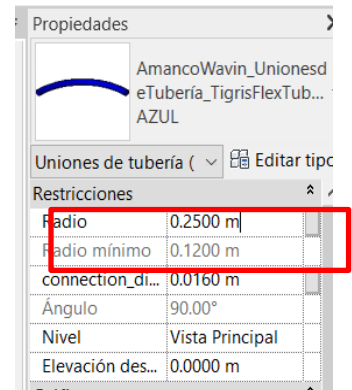 Propiedades
AmancoWavin_Unionesd
eTubería_TigrisFlexTub...
AZUL
Uniones de tubería ( Editar tipo
Restricciones
Radio 0.2500 m
Radio mínimo 0.1200 m
connection_di... 0.0160 m
Ángulo 90.00°
Nivel Vista Principal
Elevación des... 0.0000 m